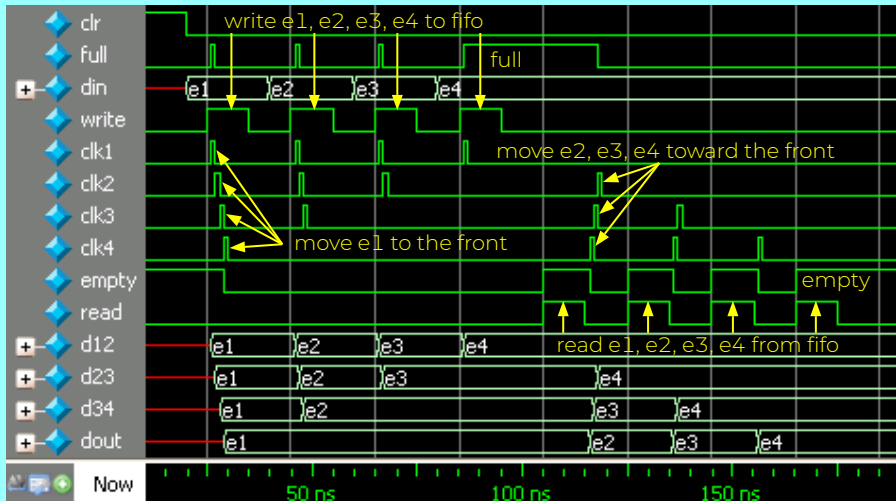 clr
write e1, e2, e3, e4 to fifo
full
full
din e1 e2 e3 e4
write
clk1
move e2, e3, e4 toward the front
clk2
clk3
clk4
move e1 to the front
empty
empty
read
d12 e1 e2 e3 e4
read e1, e2, e3, e4 from fifo
d23 e1 e2 e3 e4
d34 e1 e2 e3 e4
dout e1 e2 e3 e4
Now
50 ns 100 ns 150 ns